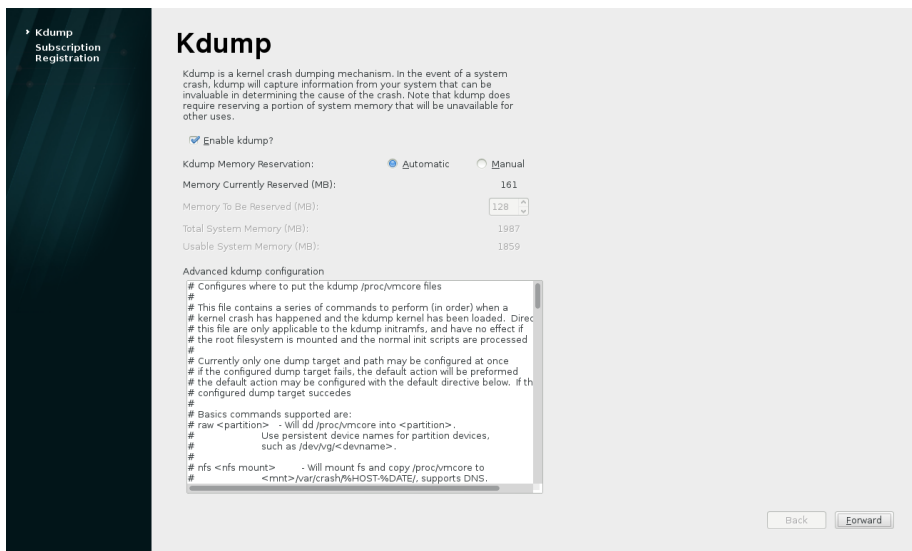 Kdump
Subscription
Registration
Kdump
Kdump is a kernel crash dumping mechanism. In the event of a system
crash, kdump will capture information from your system that can be
invaluable in determining the cause of the crash. Note that kdump does
require reserving a portion of system memory that will be unavailable for
other uses.
Enable kdump?
Kdump Memory Reservation: Automatic Manual
Memory Currently Reserved (MB): 161
Memory To Be Reserved (MB): 128
Total System Memory (MB): 1987
Usable System Memory (MB): 1859
Advanced kdump configuration
# Configures where to put the kdump /proc/vmcore files
#
# This file contains a series of commands to perform (in order) when a
# kernel crash has happened and the kdump kernel has been loaded. Direc
# this file are only applicable to the kdump initramfs, and have no effect if
# the root filesystem is mounted and the normal init scripts are processed
#
# Currently only one dump target and path may be configured at once
# if the configured dump target fails, the default action will be preformed
# the default action may be configured with the default directive below. If th
# configured dump target succedes
#
# Basics commands supported are:
# raw <partition> - Will dd /proc/vmcore into <partition>.
# Use persistent device names for partition devices,
# such as /dev/vg/<devname>.
#
# nfs <nfs mount> - Will mount fs and copy /proc/vmcore to
# <mnt>/var/crash/%HOST-%DATE/, supports DNS.
Back Forward